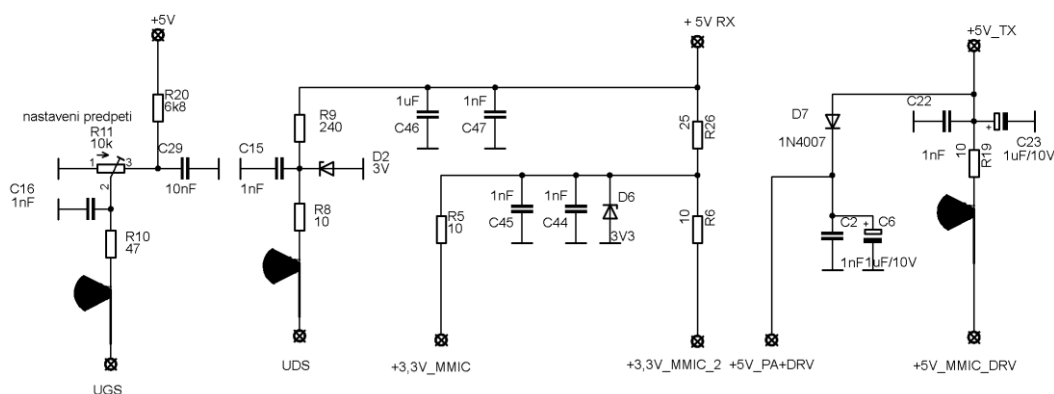 +5V
R20
6k8
nastaveni predpeti
R11
10k
1
3
2
C29
10nF
C16
1nF
R10
47
UGS
+ 5V RX
R9
240
1uF
C46
1nF
C47
25
R26
C15
1nF
D2
3V
R8
10
UDS
R5
10
1nF
C45
1nF
C44
D6
3V3
10
R6
+3,3V_MMIC
+3,3V_MMIC_2
+5V_TX
D7
1N4007
C22
1nF
+
C23
1uF/10V
10
R19
C2
1nF
+
C6
1uF/10V
+5V_PA+DRV
+5V_MMIC_DRV